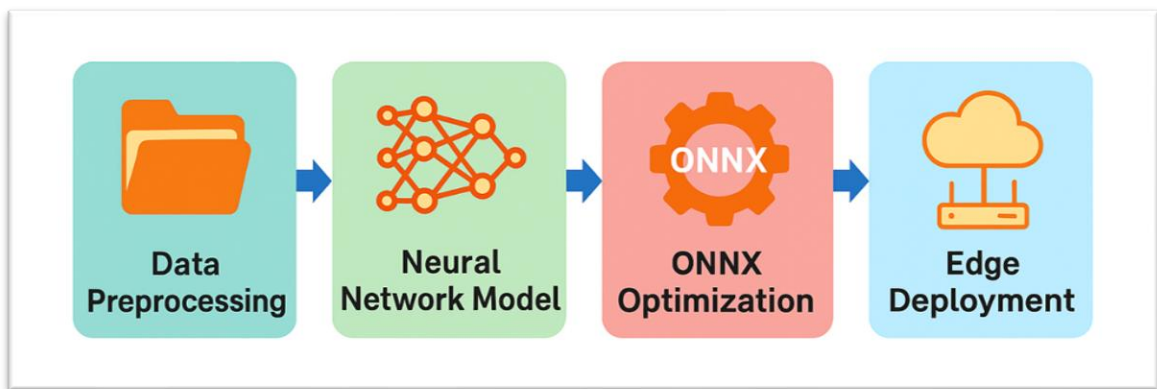 Data
Preprocessing
Neural
Network Model
ONNX
ONNX
Optimization
Edge
Deployment